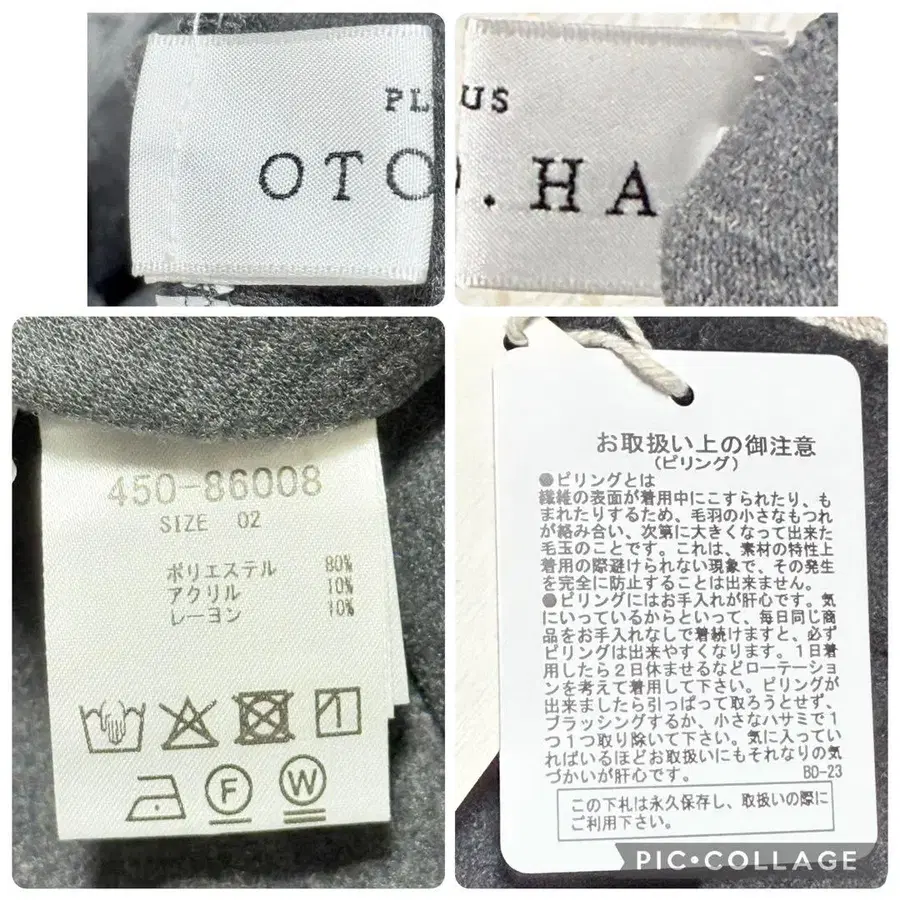 PL
OTO
US
.HA
450-86008
SIZE 02
ポリエステル 80%
アクリル 10%
レーヨン 10%
F
W
お取扱い上の御注意
(ピリング)
●ピリングとは
繊維の表面が着用中にこすられたり、も
まれたりするため、毛羽の小さなもつれ
が絡み合い、次第に大きくなって出来た
毛玉のことです。これは、素材の特性上
着用の際避けられない現象で、その発生
を完全に防止することは出来ません。
●ピリングにはお手入れが肝心です。気
にいっているからといって、毎日同じ商
品をお手入れなしで着続けますと、必ず
ピリングは出来やすくなります。1日着
用したら2日休ませるなどローテーショ
ンを考えて着用して下さい。ピリングが
出来ましたら引っぱって取ろうとせず、
ブラッシングするか、小さなハサミで1
つ1つ取り除いて下さい。気に入ってい
ればいるほどお取扱いにもそれなりの気
づかいが肝心です。 BD-23
この下札は永久保存し、取扱いの際に
ご利用下さい。
PIC•COLLAGE